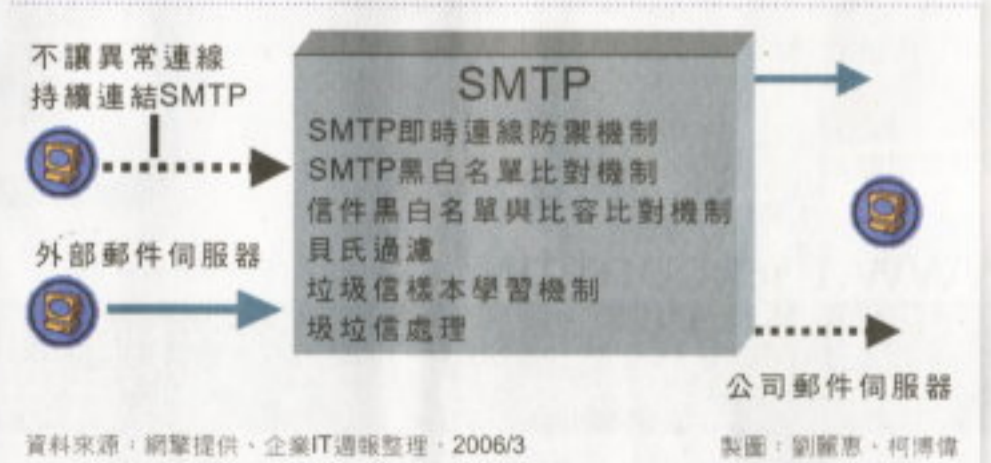 不讓異常連線
持續連結SMTP
外部郵件伺服器
SMTP
SMTP即時連線防禦機制
SMTP黑白名單比對機制
信件黑白名單與比容比對機制
貝氏過濾
垃圾信樣本學習機制
圾垃信處理
公司郵件伺服器
資料來源：網擎提供、企業IT週報整理，2006/3
製圖：劉麗惠、柯博偉